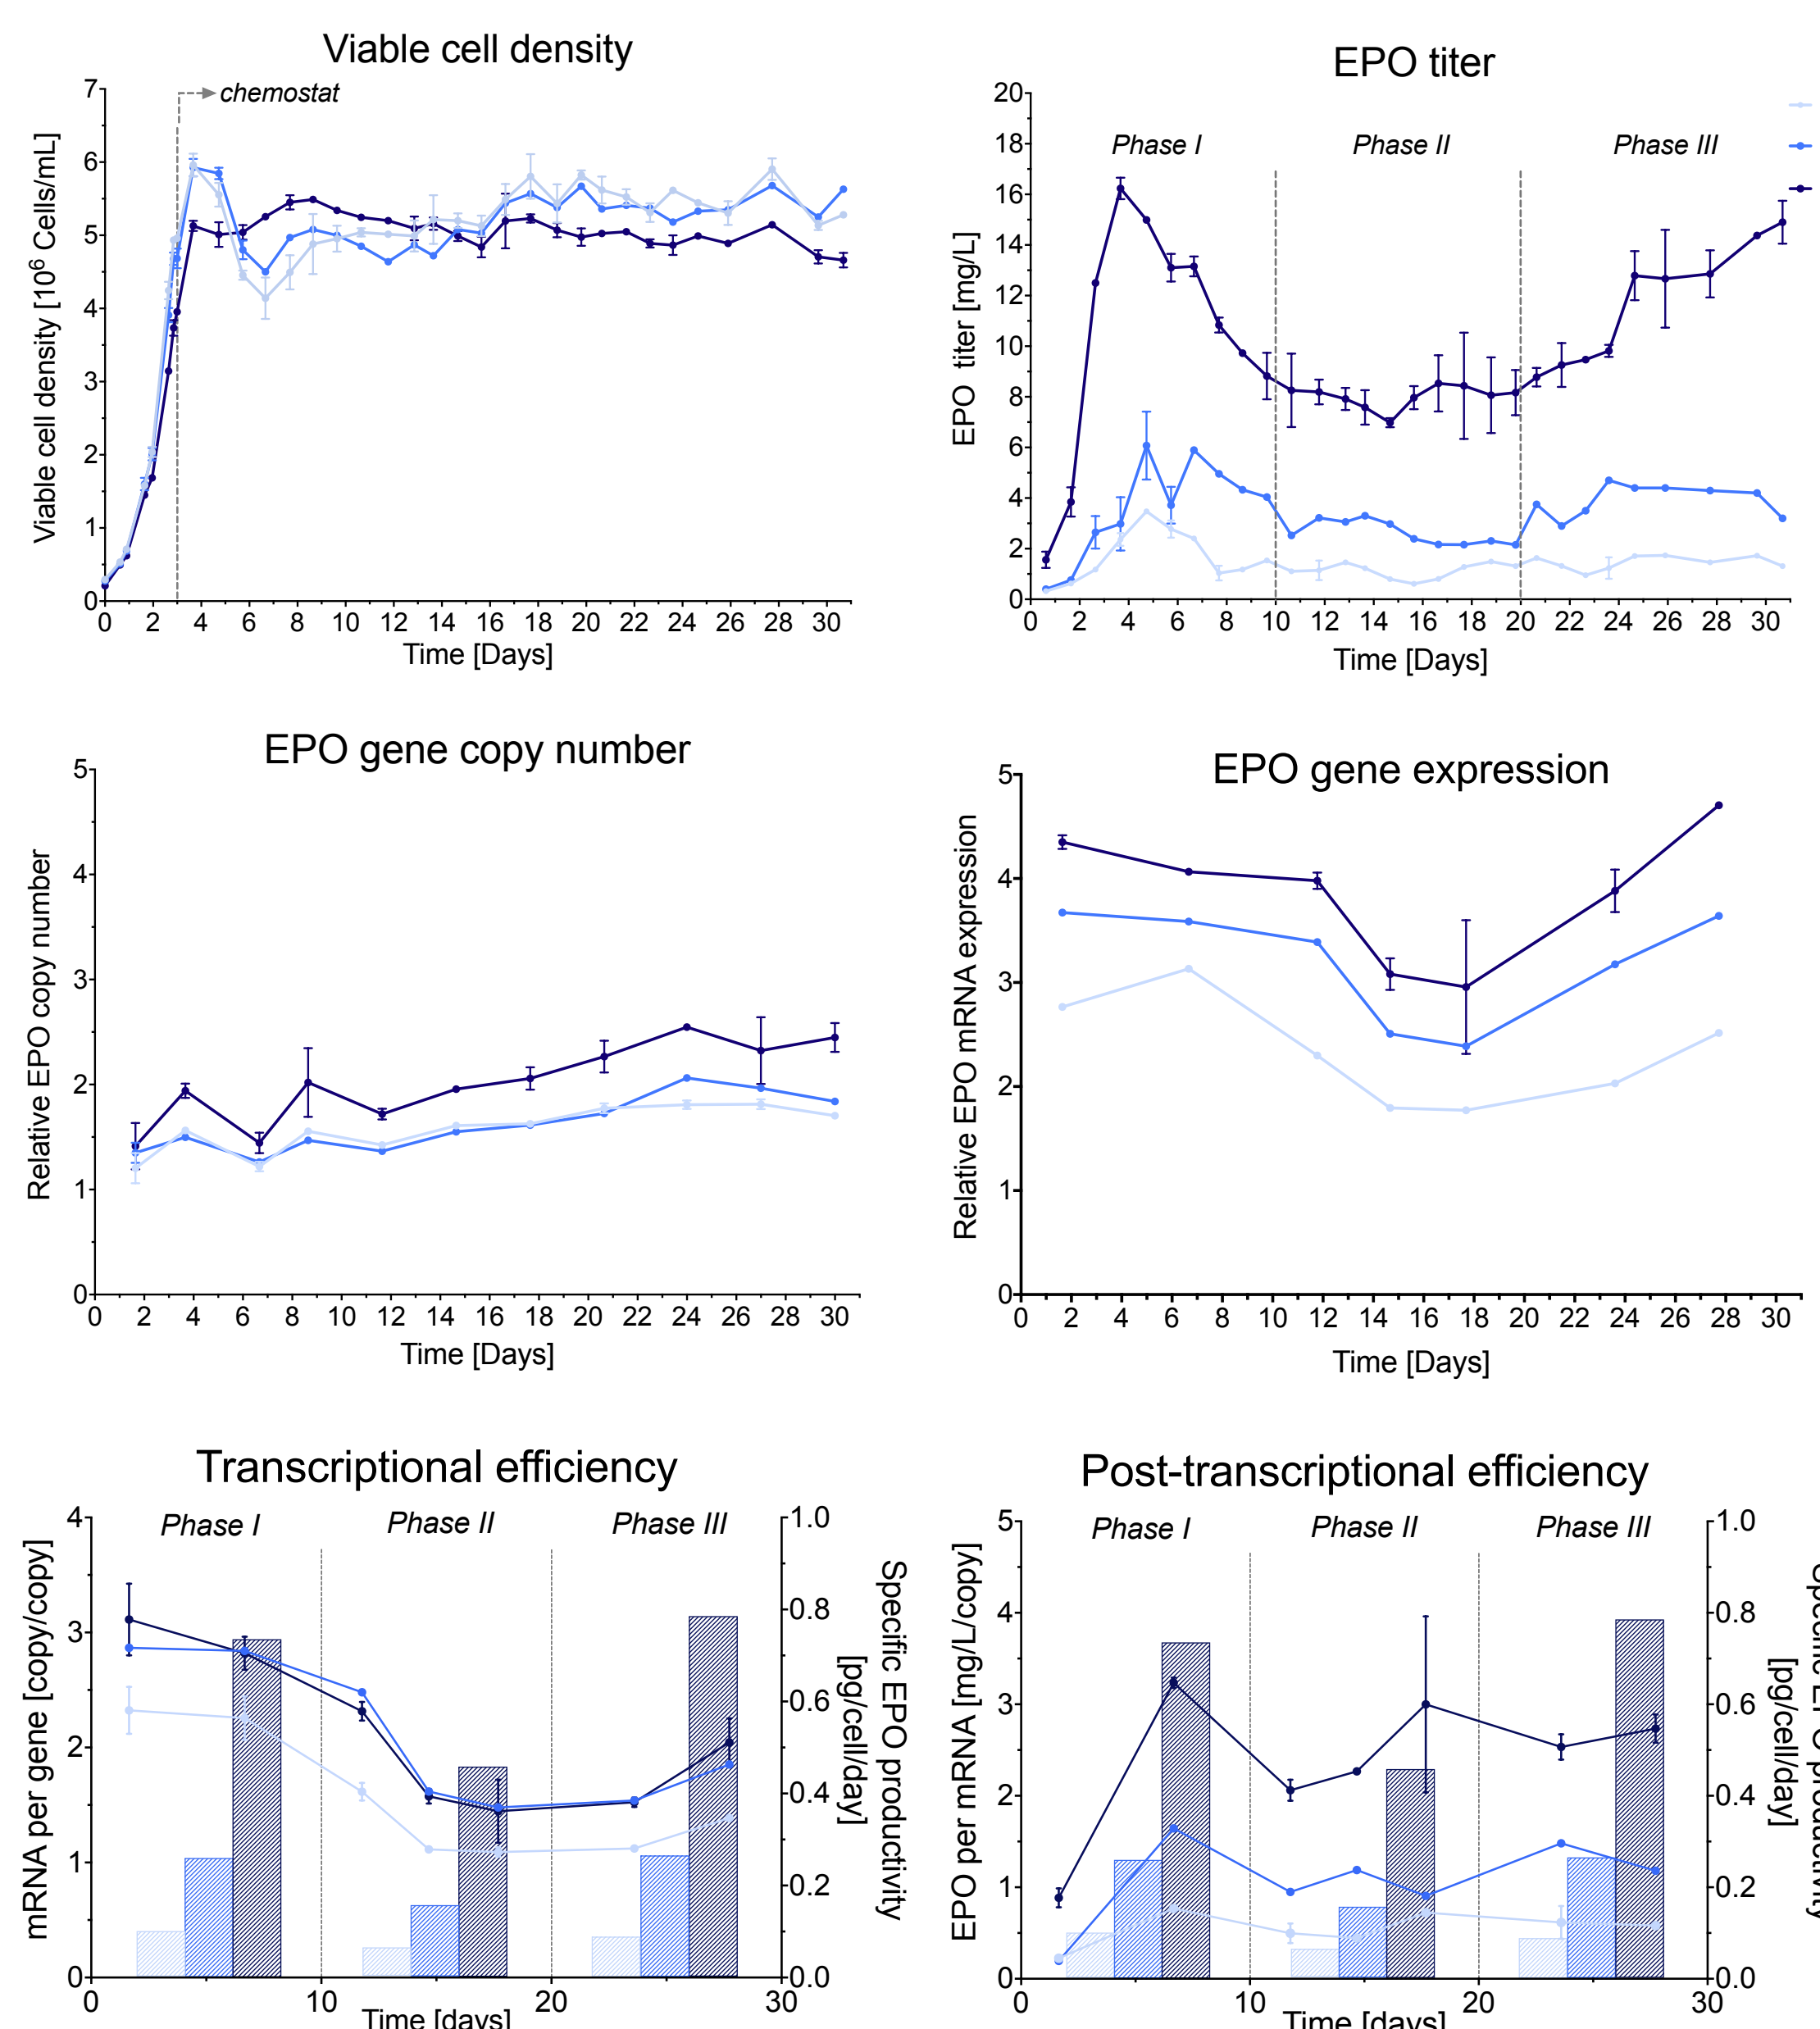 Viable cell density
7
6
5
4
3
2
1
0
chemostat
Viable cell density [10⁶ Cells/mL]
0 2 4 6 8 10 12 14 16 18 20 22 24 26 28 30
Time [Days]
EPO titer
20
18
16
14
12
10
8
6
4
2
0
Phase I Phase II Phase III
EPO titer [mg/L]
0 2 4 6 8 10 12 14 16 18 20 22 24 26 28 30
Time [Days]
EPO gene copy number
5
4
3
2
1
0
Relative EPO copy number
0 2 4 6 8 10 12 14 16 18 20 22 24 26 28 30
Time [Days]
EPO gene expression
5
4
3
2
1
0
Relative EPO mRNA expression
0 2 4 6 8 10 12 14 16 18 20 22 24 26 28 30
Time [Days]
Transcriptional efficiency
4
3
2
1
0
Phase I Phase II Phase III
mRNA per gene [copy/copy]
1.0
0.8
0.6
0.4
0.2
0.0
Specific EPO productivity
[pg/cell/day]
0 10 20 30
Time [days]
Post-transcriptional efficiency
5
4
3
2
1
0
Phase I Phase II Phase III
EPO per mRNA [mg/L/copy]
1.0
0.8
0.6
0.4
0.2
0.0
[pg/cell/day]
0 10 20 30
Time [days]